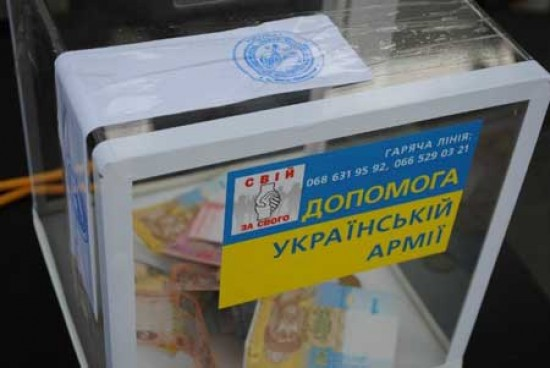 СВІЙ
ЗА СВОГО
ГАРЯЧА ЛІНІЯ:
068 631 95 92, 066 529 03 21
ДОПОМОГА
УКРАЇНСЬКІЙ
АРМІЇ